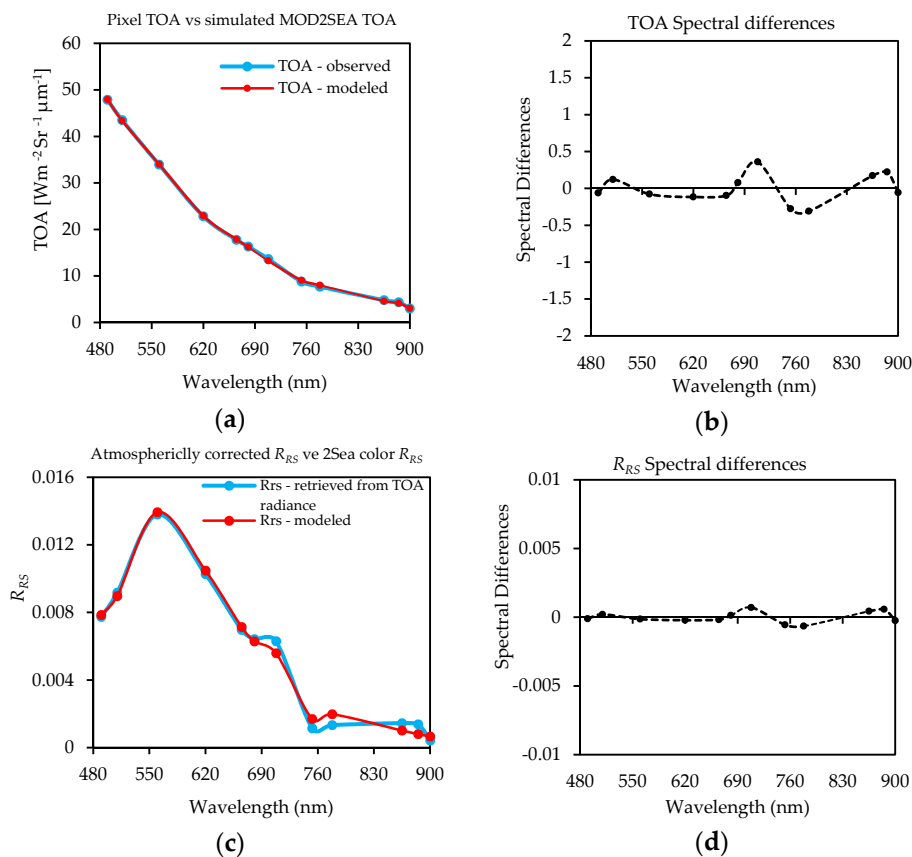 Pixel TOA vs simulated MOD2SEA TOA
60
50
40
30
20
10
0
TOA [Wm -2 Sr -1 µm-1]
TOA - observed
TOA - modeled
480 550 620 690 760 830 900
Wavelength (nm)
(a)
TOA Spectral differences
2
1.5
1
0.5
0
-0.5
-1
-1.5
-2
Spectral Differences
480 550 620 690 760 830 900
Wavelength (nm)
(b)
Atmosphericlly corrected RRS ve 2Sea color RRS
0.016
0.012
0.008
0.004
0
RRS
Rrs - retrieved from TOA
radiance
Rrs - modeled
480 550 620 690 760 830 900
Wavelength (nm)
(c)
RRS Spectral differences
0.01
0.005
0
-0.005
-0.01
Spectral Differences
480 550 620 690 760 830 900
Wavelength (nm)
(d)